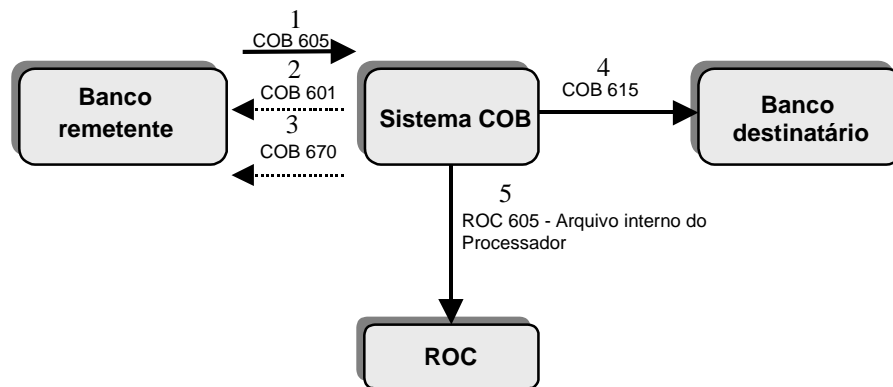 1
COB 605
2
COB 601
3
COB 670
Banco
remetente
Sistema COB
4
COB 615
Banco
destinatário
5
ROC 605 - Arquivo interno do
Processador
ROC